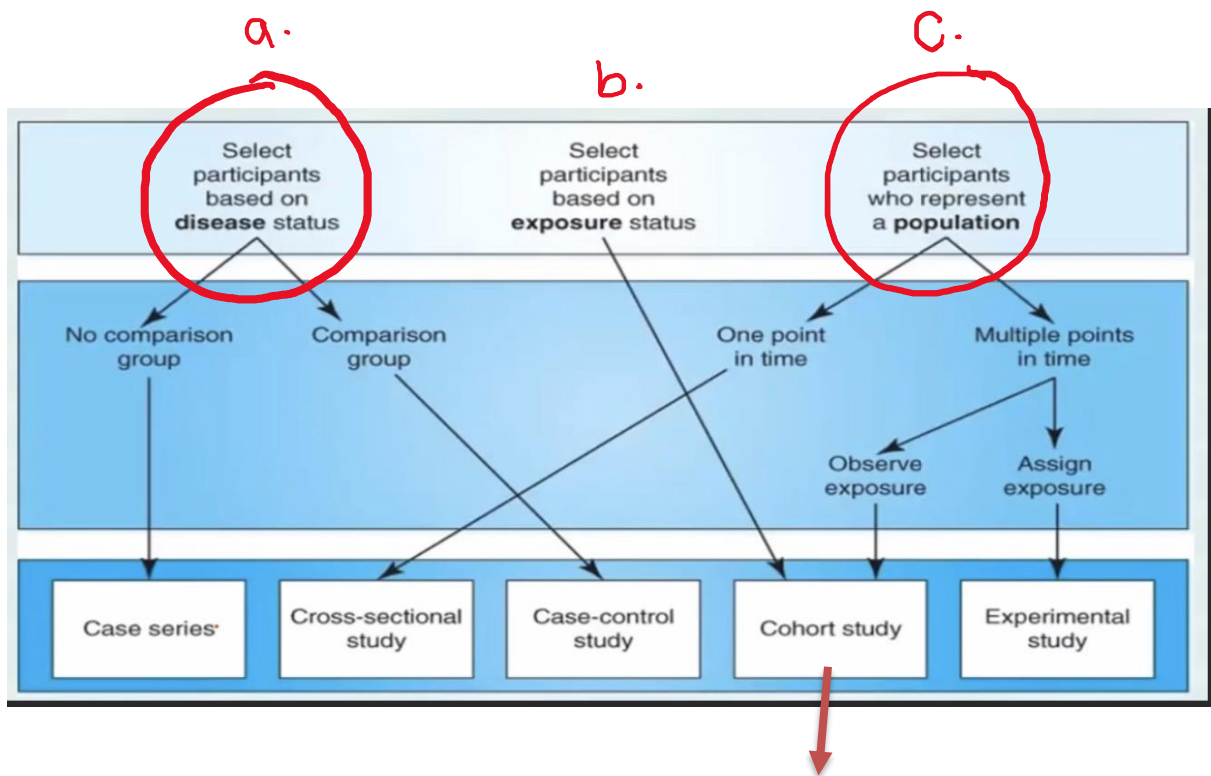 a.
b.
C.
Select
participants
based on
disease status
Select
participants
based on
exposure status
Select
participants
who represent
a population
No comparison
group
Comparison
group
One point
in time
Multiple points
in time
Observe
exposure
Assign
exposure
Case series
Cross-sectional
study
Case-control
study
Cohort study
Experimental
study